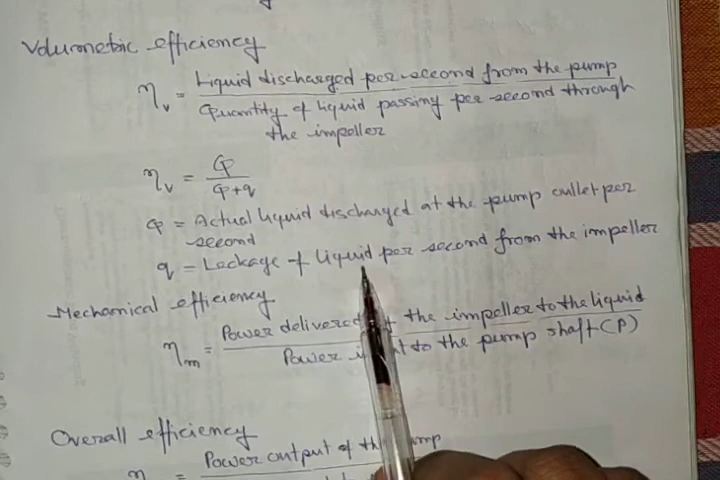 Volumetric efficiency
ηv = Liquid discharged per second from the pump
Quantity of liquid passing per second through
the impeller
ηv = Q
Q+q
Q = Actual liquid discharged at the pump outlet per
second
q = Leckage of liquid per second from the impeller
Mechanical efficiency
ηm = Power delivered the impeller to the liquid
Power to the pump shaft (P)
Overall efficiency
η = Power output of